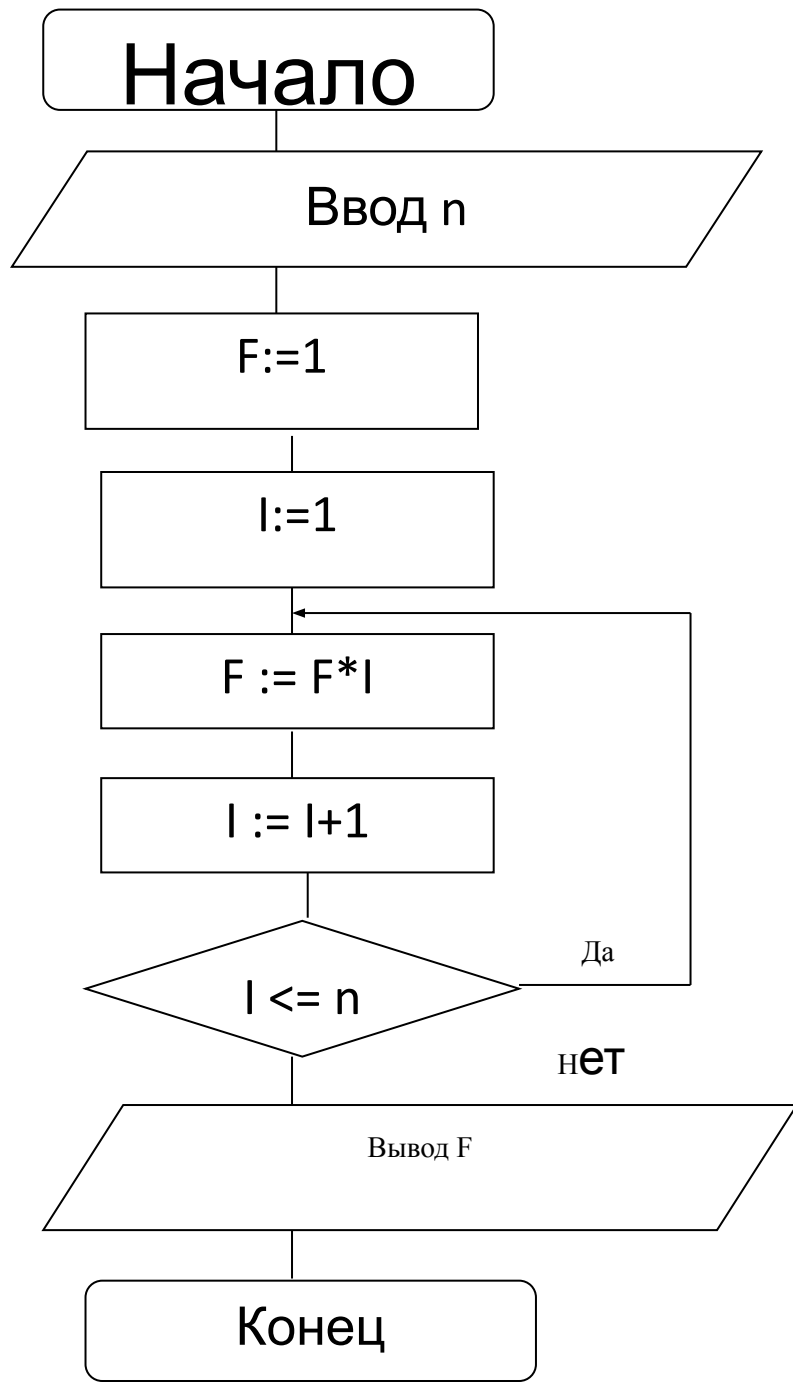 Начало
Ввод n
F:=1
I:=1
F := F*I
I := I+1
I <= n
Да
Нет
Вывод F
Конец